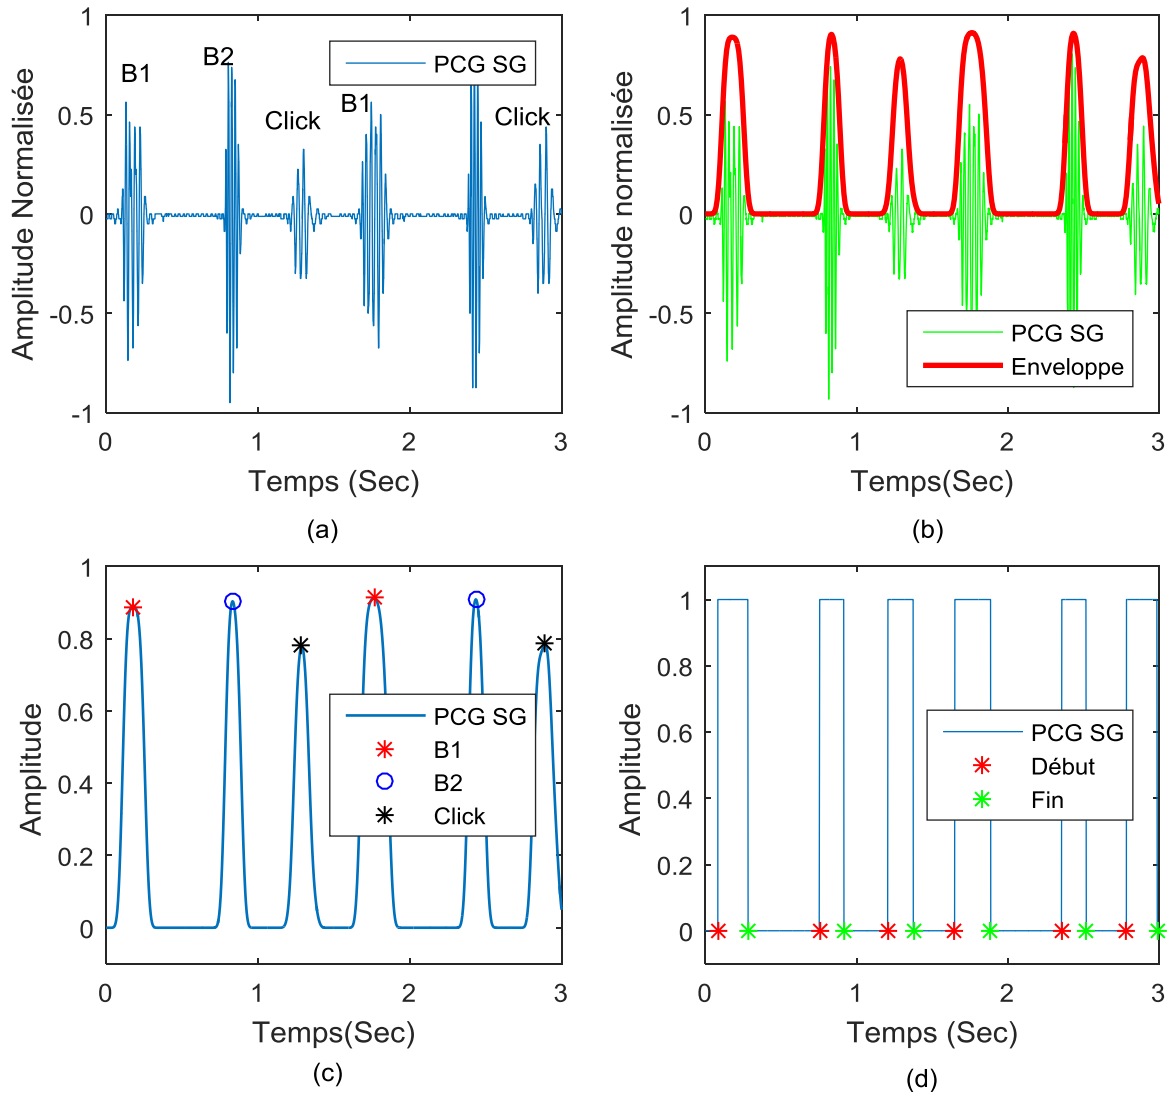 1
0.5
0
-0.5
-1
0
1
2
3
Amplitude Normalisée
Temps (Sec)
B1
B2
Click
B1
Click
PCG SG
(a)
1
0.5
0
-0.5
-1
0
1
2
3
Amplitude normalisée
Temps(Sec)
PCG SG
Enveloppe
(b)
1
0.8
0.6
0.4
0.2
0
0
1
2
3
Amplitude
Temps(Sec)
PCG SG
B1
B2
Click
(c)
1
0.8
0.6
0.4
0.2
0
0
1
2
3
Amplitude
Temps (Sec)
PCG SG
Début
Fin
(d)